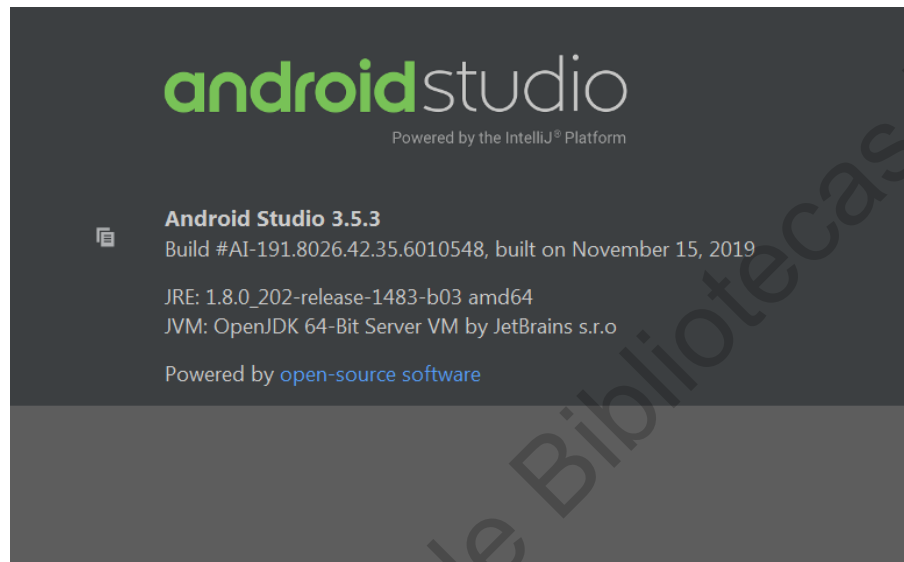 androidstudio
Powered by the IntelliJ® Platform
Android Studio 3.5.3
Build #AI-191.8026.42.35.6010548, built on November 15, 2019
JRE: 1.8.0_202-release-1483-b03 amd64
JVM: OpenJDK 64-Bit Server VM by JetBrains s.r.o
Powered by open-source software
de Bibliotecas